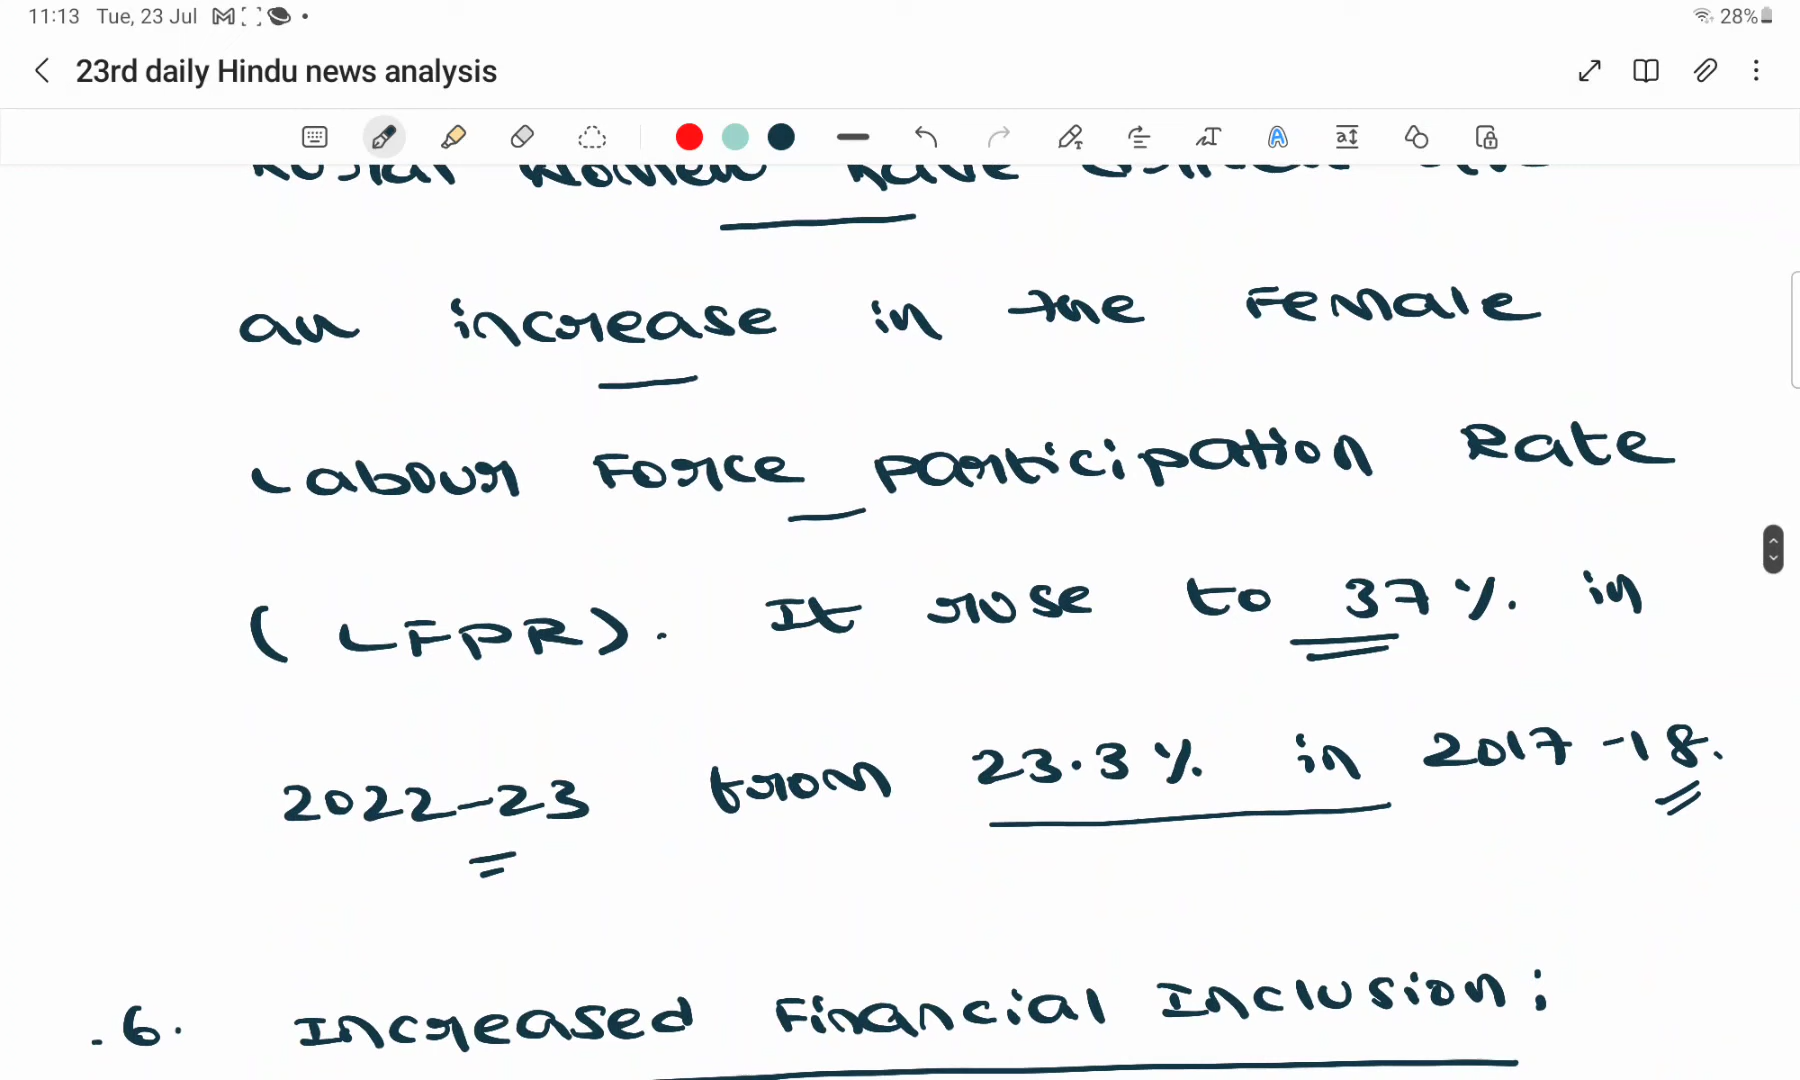 11:13 Tue, 23 Jul 28%
23rd daily Hindu news analysis
Women have
an increase in the Female
Labour Force participation Rate
(LFPR). It rose to 37%. in
2022-23 from 23.3%. in 2017-18.
6. Increased Financial Inclusion: